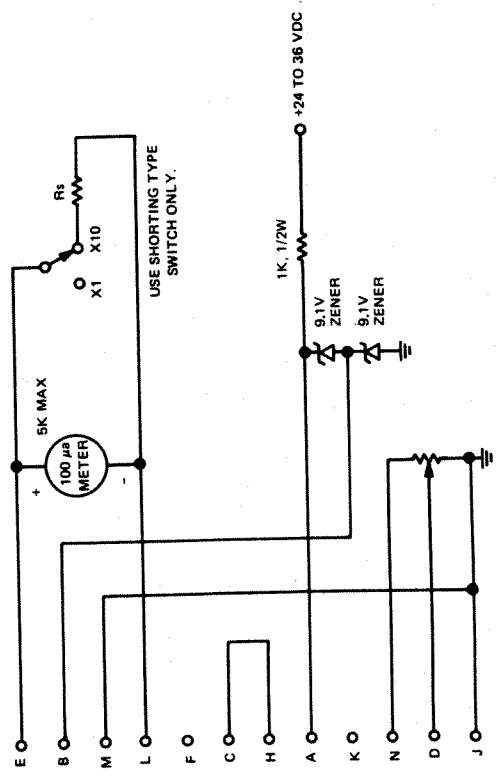 E
B
M
L
F
C
H
A
K
N
D
J
5K MAX
+
100 µa
METER
-
Rs
X10
X1
USE SHORTING TYPE
SWITCH ONLY.
1K, 1/2W
+24 TO 36 VDC
9.1V
ZENER
9.1V
ZENER